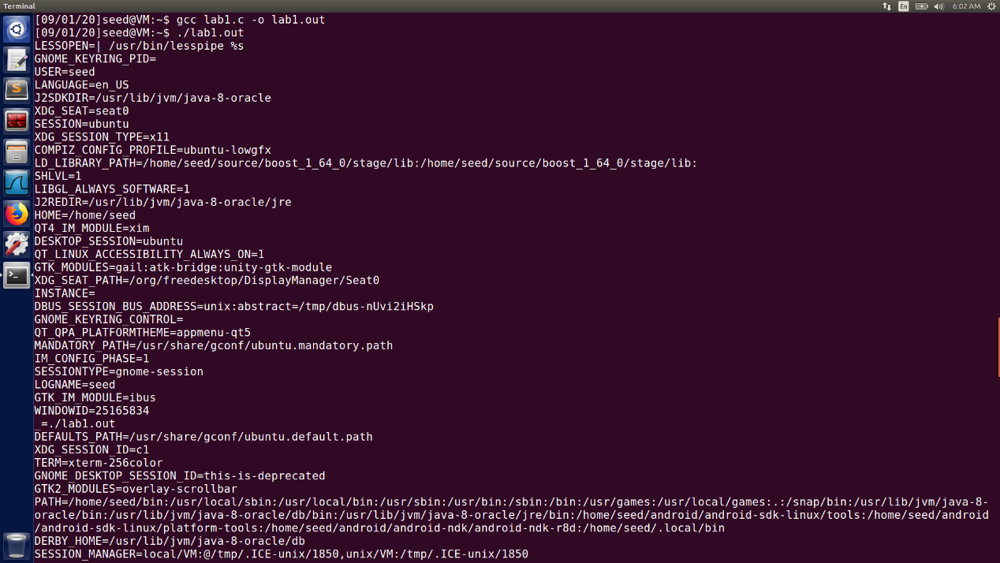 Terminal
En
6:02 AM
[09/01/20]seed@VM:~$ gcc lab1.c -o lab1.out
[09/01/20]seed@VM:~$ ./lab1.out
LESSOPEN=| /usr/bin/lesspipe %s
GNOME_KEYRING_PID=
USER=seed
LANGUAGE=en_US
J2SDKDIR=/usr/lib/jvm/java-8-oracle
XDG_SEAT=seat0
SESSION=ubuntu
XDG_SESSION_TYPE=x11
COMPIZ_CONFIG_PROFILE=ubuntu-lowgfx
LD_LIBRARY_PATH=/home/seed/source/boost_1_64_0/stage/lib:/home/seed/source/boost_1_64_0/stage/lib:
SHLVL=1
LIBGL_ALWAYS_SOFTWARE=1
J2REDIR=/usr/lib/jvm/java-8-oracle/jre
HOME=/home/seed
QT4_IM_MODULE=xim
DESKTOP_SESSION=ubuntu
QT_LINUX_ACCESSIBILITY_ALWAYS_ON=1
GTK_MODULES=gail:atk-bridge:unity-gtk-module
XDG_SEAT_PATH=/org/freedesktop/DisplayManager/Seat0
INSTANCE=
DBUS_SESSION_BUS_ADDRESS=unix:abstract=/tmp/dbus-nUvi2iHSkp
GNOME_KEYRING_CONTROL=
QT_QPA_PLATFORMTHEME=appmenu-qt5
MANDATORY_PATH=/usr/share/gconf/ubuntu.mandatory.path
IM_CONFIG_PHASE=1
SESSIONTYPE=gnome-session
LOGNAME=seed
GTK_IM_MODULE=ibus
WINDOWID=25165834
_=./lab1.out
DEFAULTS_PATH=/usr/share/gconf/ubuntu.default.path
XDG_SESSION_ID=c1
TERM=xterm-256color
GNOME_DESKTOP_SESSION_ID=this-is-deprecated
GTK2_MODULES=overlay-scrollbar
PATH=/home/seed/bin:/usr/local/sbin:/usr/local/bin:/usr/sbin:/usr/bin:/sbin:/bin:/usr/games:/usr/local/games:.:/snap/bin:/usr/lib/jvm/java-8-
oracle/bin:/usr/lib/jvm/java-8-oracle/db/bin:/usr/lib/jvm/java-8-oracle/jre/bin:/home/seed/android/android-sdk-linux/tools:/home/seed/android
/android-sdk-linux/platform-tools:/home/seed/android/android-ndk/android-ndk-r8d:/home/seed/.local/bin
DERBY_HOME=/usr/lib/jvm/java-8-oracle/db
SESSION_MANAGER=local/VM:@/tmp/.ICE-unix/1850,unix/VM:/tmp/.ICE-unix/1850